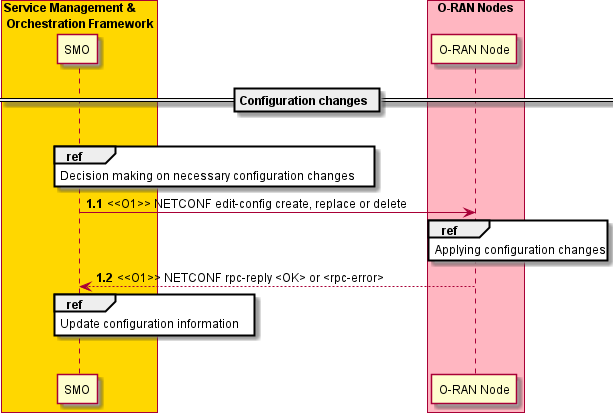 Service Management &
Orchestration Framework
O-RAN Nodes
SMO
O-RAN Node
Configuration changes
ref
Decision making on necessary configuration changes
1.1 <<O1>> NETCONF edit-config create, replace or delete
ref
Applying configuration changes
1.2 <<O1>> NETCONF rpc-reply <OK> or <rpc-error>
ref
Update configuration information
SMO
O-RAN Node